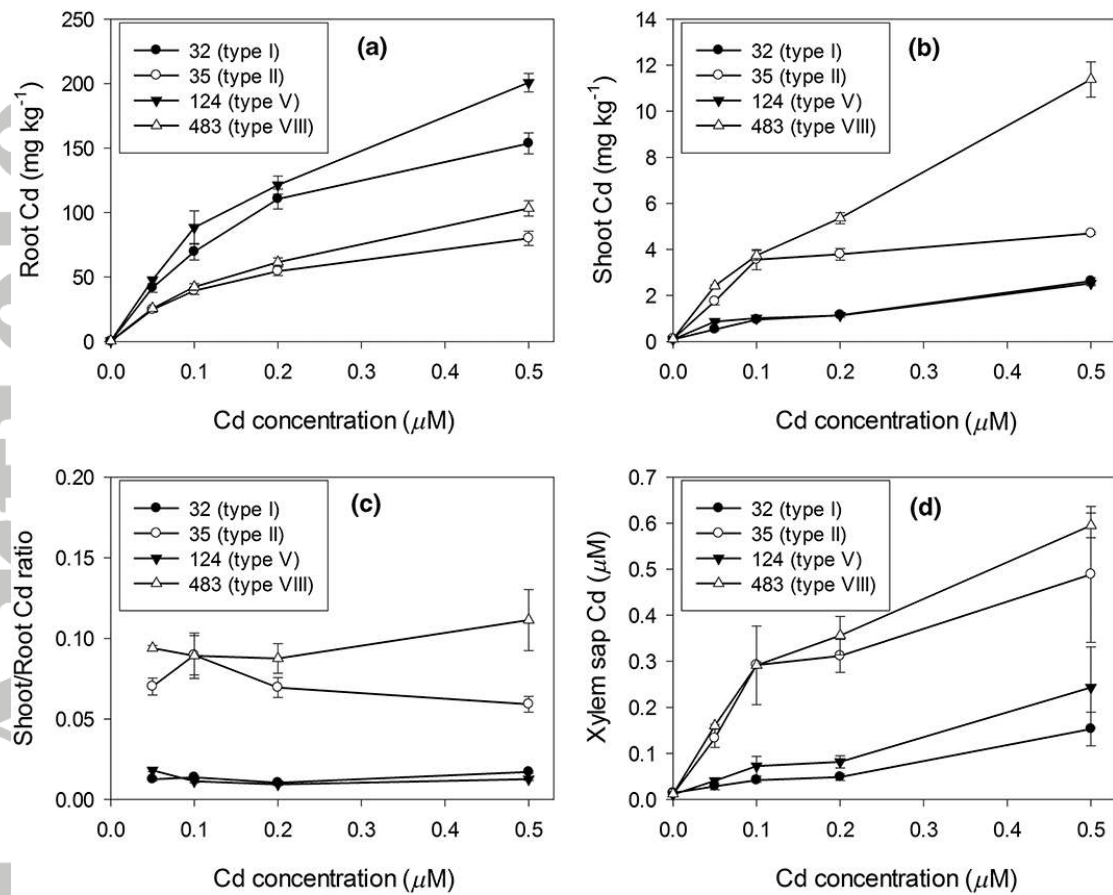 (a)
32 (type I)
35 (type II)
124 (type V)
483 (type VIII)
Root Cd (mg kg⁻¹)
250
200
150
100
50
0
0.0 0.1 0.2 0.3 0.4 0.5
Cd concentration (μM)
(b)
32 (type I)
35 (type II)
124 (type V)
483 (type VIII)
Shoot Cd (mg kg⁻¹)
14
12
10
8
6
4
2
0
0.0 0.1 0.2 0.3 0.4 0.5
Cd concentration (μM)
(c)
32 (type I)
35 (type II)
124 (type V)
483 (type VIII)
Shoot/Root Cd ratio
0.20
0.15
0.10
0.05
0.00
0.0 0.1 0.2 0.3 0.4 0.5
Cd concentration (μM)
(d)
32 (type I)
35 (type II)
124 (type V)
483 (type VIII)
Xylem sap Cd (μM)
0.7
0.6
0.5
0.4
0.3
0.2
0.1
0.0
0.0 0.1 0.2 0.3 0.4 0.5
Cd concentration (μM)